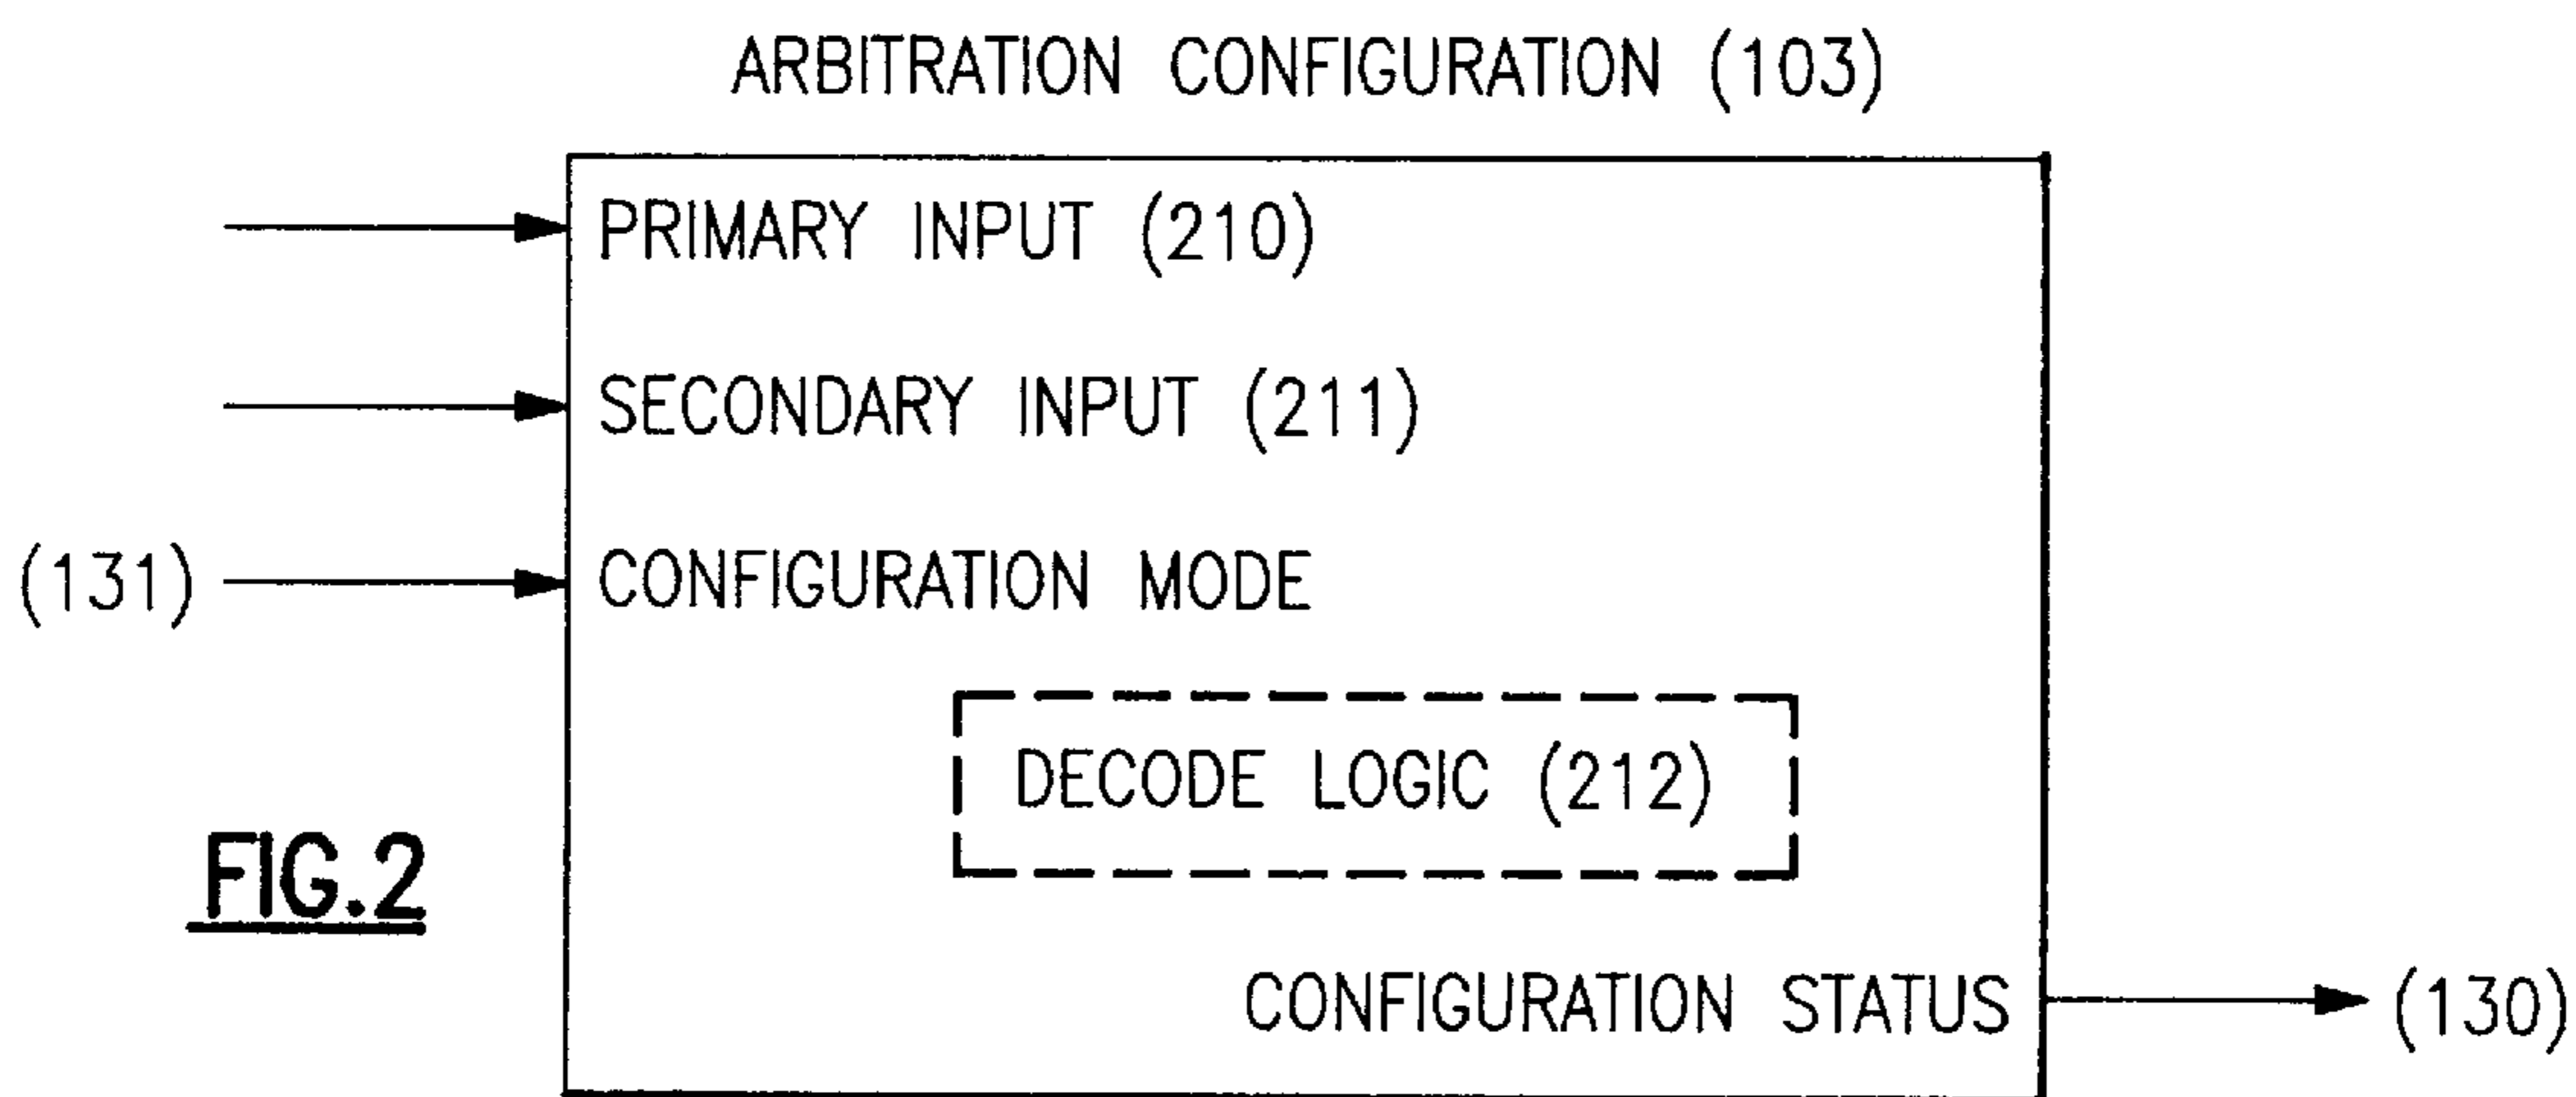 ARBITRATION CONFIGURATION (103)
PRIMARY INPUT (210)
SECONDARY INPUT (211)
(131) CONFIGURATION MODE
DECODE LOGIC (212)
FIG.2
CONFIGURATION STATUS (130)